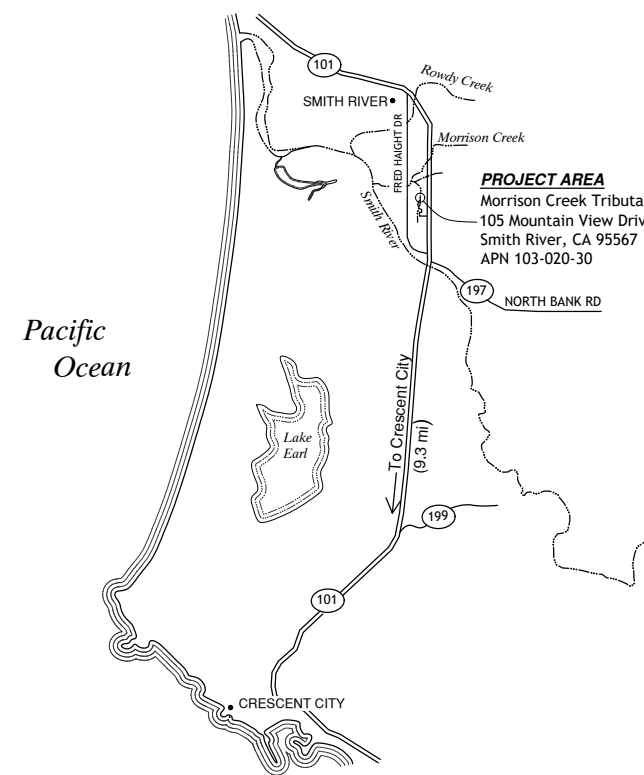 101
Rowdy Creek
SMITH RIVER
FRED HAIGHT DR
Morrison Creek
PROJECT AREA
Morrison Creek Tributa
105 Mountain View Driv
Smith River, CA 95567
APN 103-020-30
Smith River
197
NORTH BANK RD
Pacific
Ocean
Lake
Earl
To Crescent City
(9.3 mi)
199
101
CRESCENT CITY